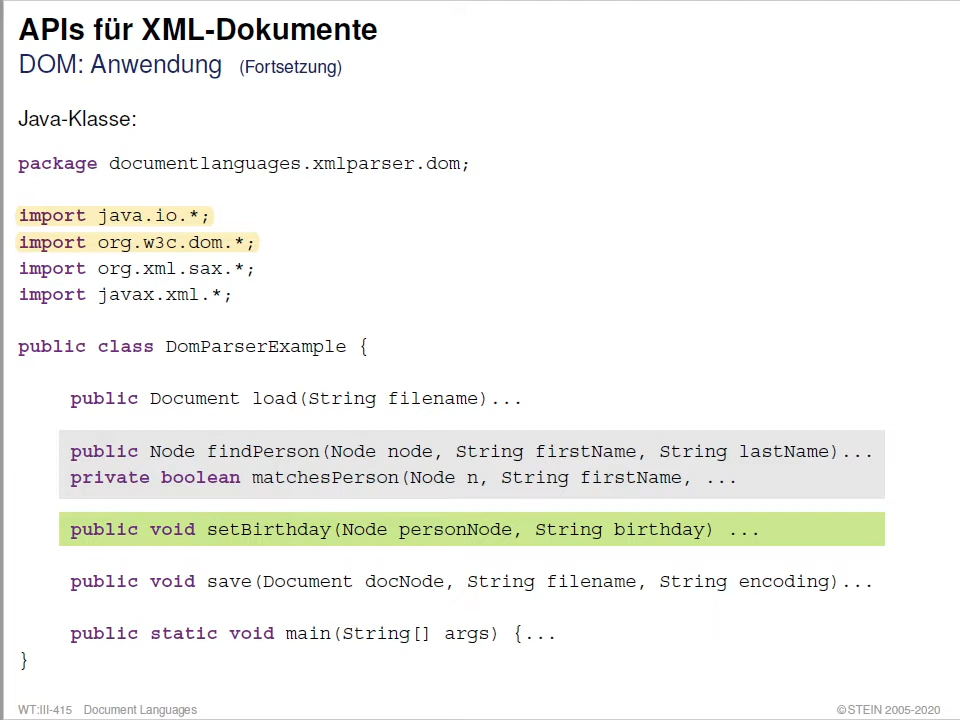 APIs für XML-Dokumente
DOM: Anwendung (Fortsetzung)
Java-Klasse:
package documentlanguages.xmlparser.dom;
import java.io.*;
import org.w3c.dom.*;
import org.xml.sax.*;
import javax.xml.*;
public class DomParserExample {
public Document load(String filename)...
public Node findPerson(Node node, String firstName, String lastName)...
private boolean matchesPerson(Node n, String firstName, ...
public void setBirthday(Node personNode, String birthday) ...
public void save(Document docNode, String filename, String encoding)...
public static void main(String[] args) {...
}
WT:III-415 Document Languages ©STEIN 2005-2020